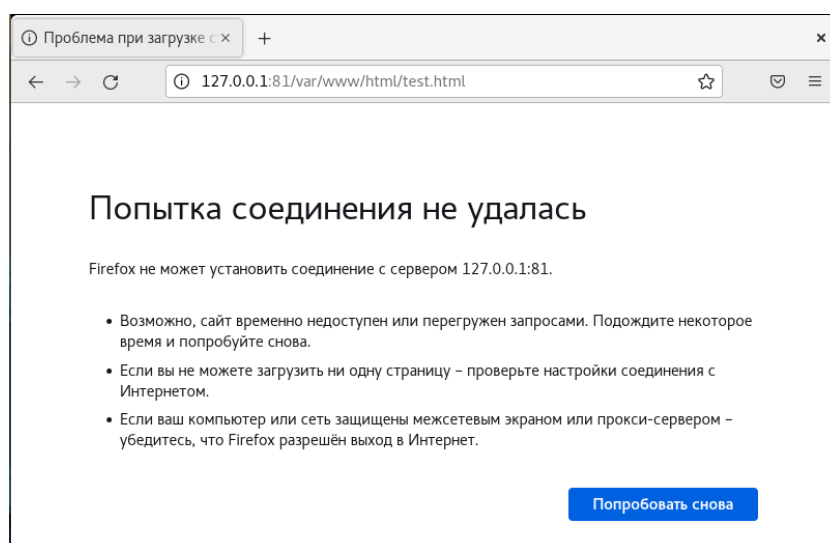 Проблема при загрузке с
127.0.0.1:81/var/www/html/test.html
Попытка соединения не удалась
Firefox не может установить соединение с сервером 127.0.0.1:81.
• Возможно, сайт временно недоступен или перегружен запросами. Подождите некоторое
время и попробуйте снова.
• Если вы не можете загрузить ни одну страницу – проверьте настройки соединения с
Интернетом.
• Если ваш компьютер или сеть защищены межсетевым экраном или прокси-сервером –
убедитесь, что Firefox разрешён выход в Интернет.
Попробовать снова